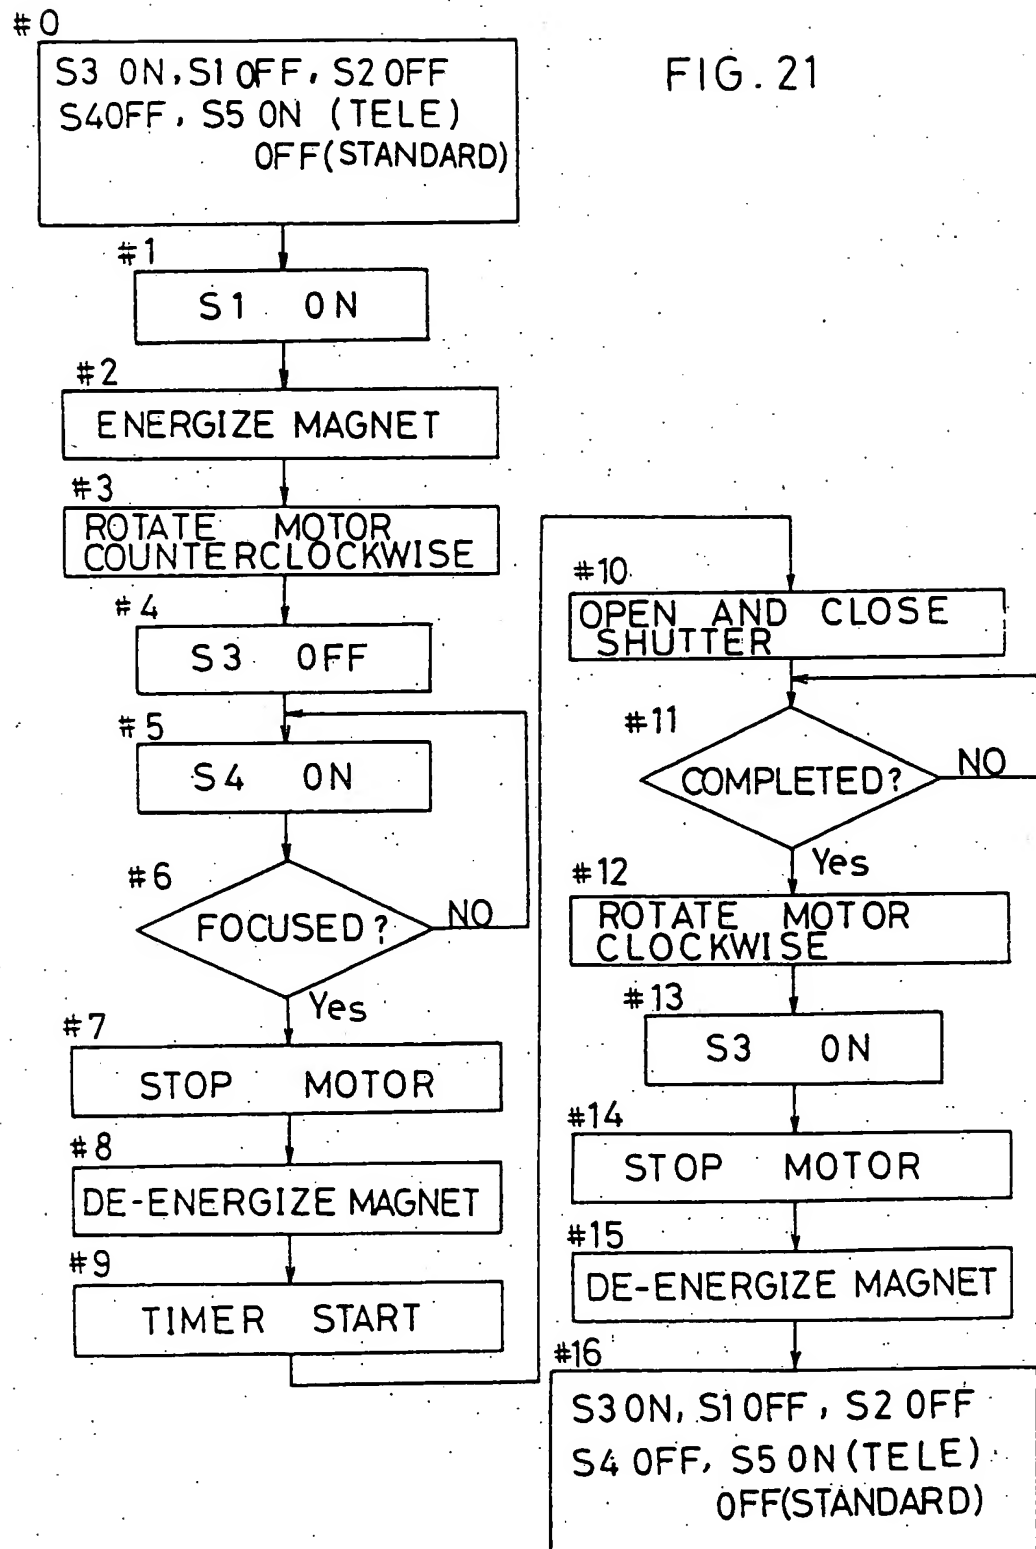 #0
S3 ON, S1 OFF, S2 OFF
S4 OFF, S5 ON (TELE)
OFF (STANDARD)
FIG. 21
#1
S1 ON
#2
ENERGIZE MAGNET
#3
ROTATE MOTOR
COUNTERCLOCKWISE
#4
S3 OFF
#5
S4 ON
#6
FOCUSED?
NO
Yes
#7
STOP MOTOR
#8
DE-ENERGIZE MAGNET
#9
TIMER START
#10
OPEN AND CLOSE
SHUTTER
#11
COMPLETED?
NO
Yes
#12
ROTATE MOTOR
CLOCKWISE
#13
S3 ON
#14
STOP MOTOR
#15
DE-ENERGIZE MAGNET
#16
S3 ON, S1 OFF, S2 OFF
S4 OFF, S5 ON (TELE)
OFF (STANDARD)